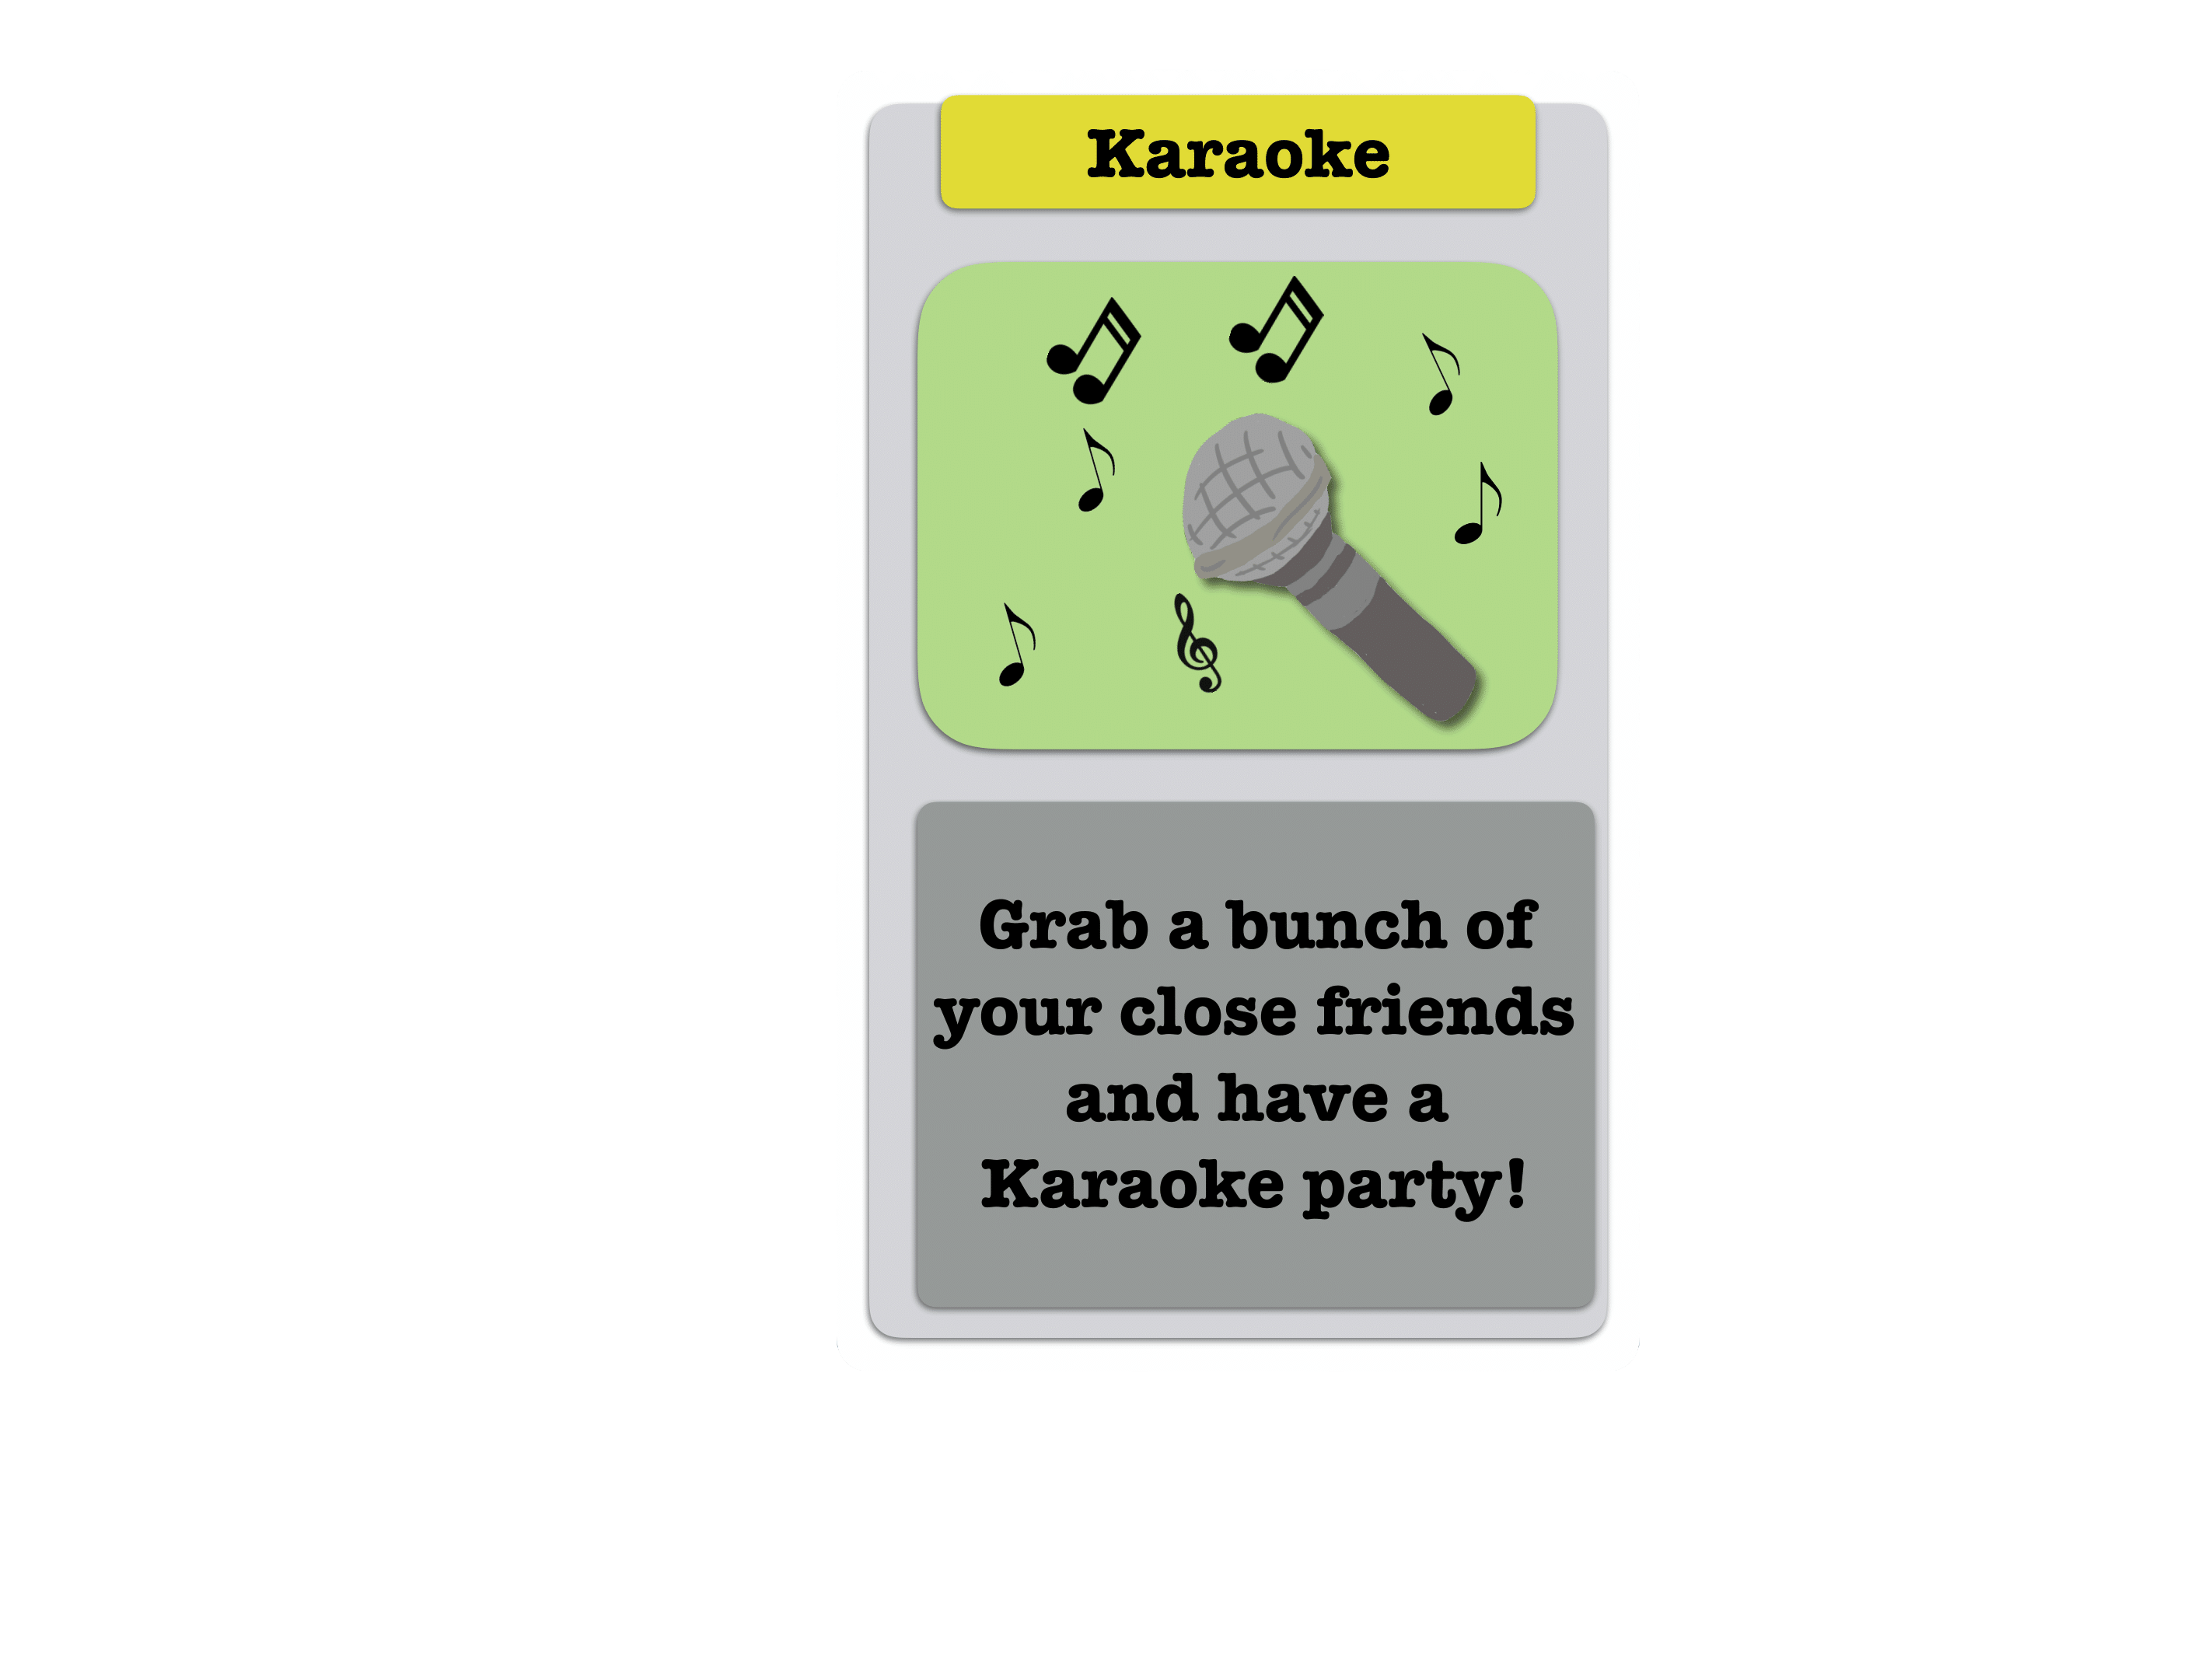 Karaoke
Grab a bunch of
your close friends
and have a
Karaoke party!